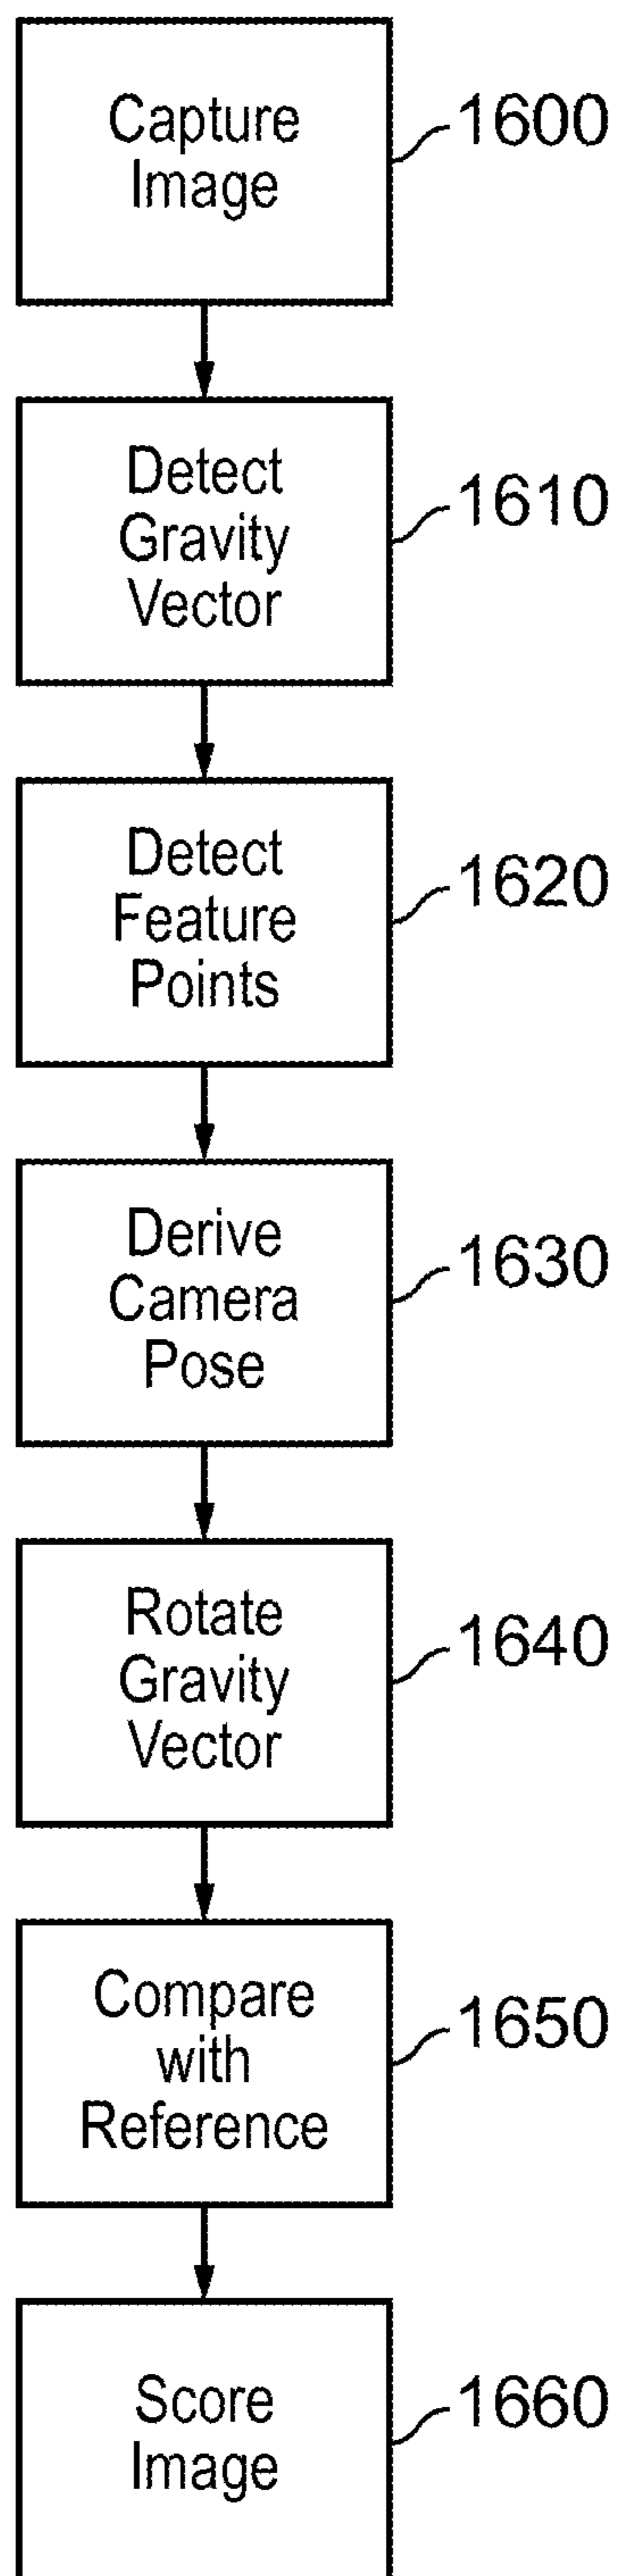 Capture
Image
1600
Detect
Gravity
Vector
1610
Detect
Feature
Points
1620
Derive
Camera
Pose
1630
Rotate
Gravity
Vector
1640
Compare
with
Reference
1650
Score
Image
1660